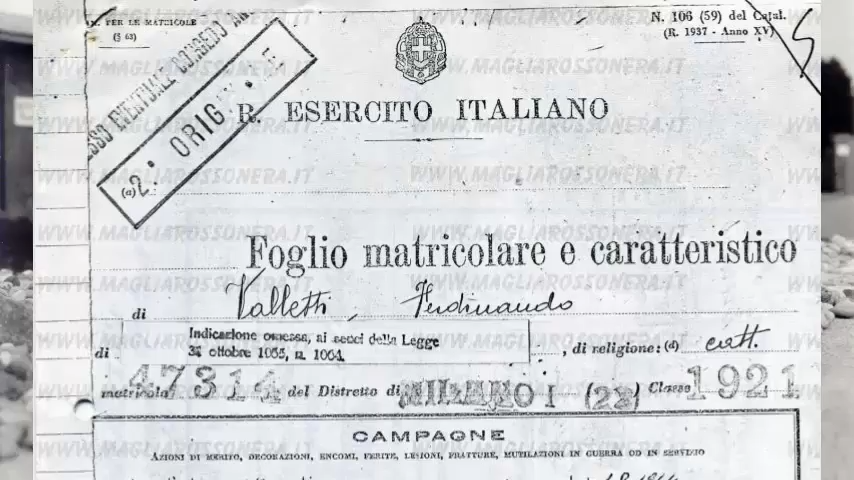 PER LE MATRICOLE
(§ 63)
N. 106 (59) del Catal.
(R. 1937 - Anno XV)
2° ORIG
R. ESERCITO ITALIANO
(a)
Foglio matricolare e caratteristico
di Valletti, Ferdinando
Indicazione omessa, ai sensi della Legge
31 ottobre 1955, n. 1064
di , di religione: catt.
matricola 47314 del Distretto di MILANO I (22) Classe 1921
CAMPAGNE
AZIONI DI MERITO, DECORAZIONI, ENCOMI, FERITE, LESIONI, FRATTURE, MUTILAZIONI IN GUERRA OD IN SERVIZIO
WWW.MAGLIAROSSONERA.IT